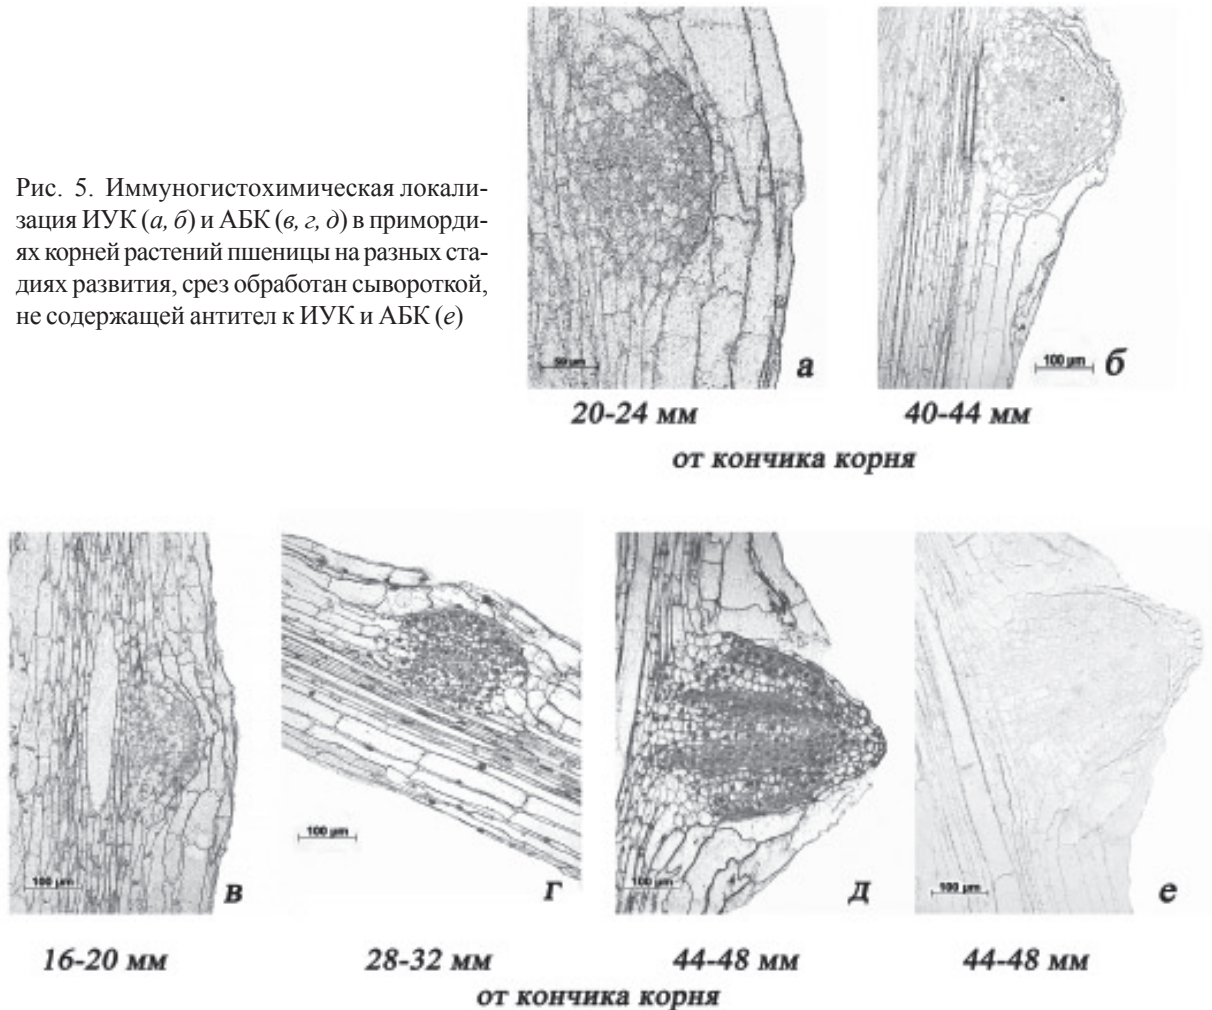 Рис. 5. Иммуногистохимическая локали-
зация ИУК (а, б) и АБК (в, г, д) в примордиях
ях корней растений пшеницы на разных ста-
диях развития, срез обработан сывороткой,
не содержащей антител к ИУК и АБК (е)
50 µm
а
100 µm
б
20-24 мм
40-44 мм
от кончика корня
100 µm
в
100 µm
г
100 µm
д
100 µm
е
16-20 мм
28-32 мм
44-48 мм
44-48 мм
от кончика корня